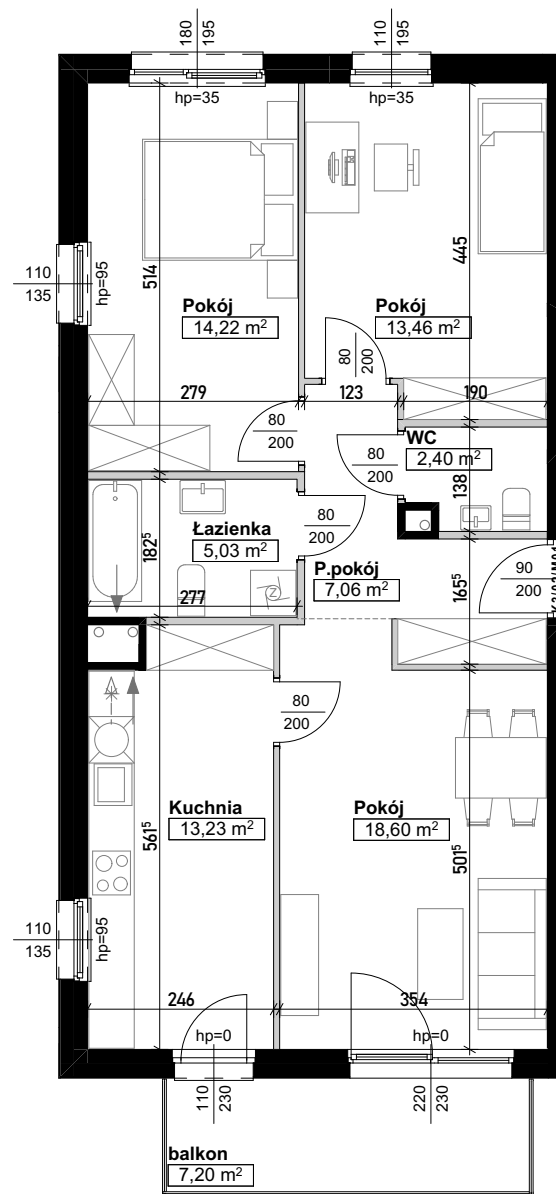 180
195
110
195
hp=35
hp=35
110
135
hp=95
514
445
Pokój
14,22 m²
Pokój
13,46 m²
80
200
279
123
190
80
200
80
200
WC
2,40 m²
138
182⁵
Łazienka
5,03 m²
80
200
277
Z
P.pokój
7,06 m²
165⁵
90
200
80
200
Kuchnia
13,23 m²
Pokój
18,60 m²
561⁵
501⁵
110
135
hp=95
246
354
hp=0
hp=0
110
230
220
230
balkon
7,20 m²